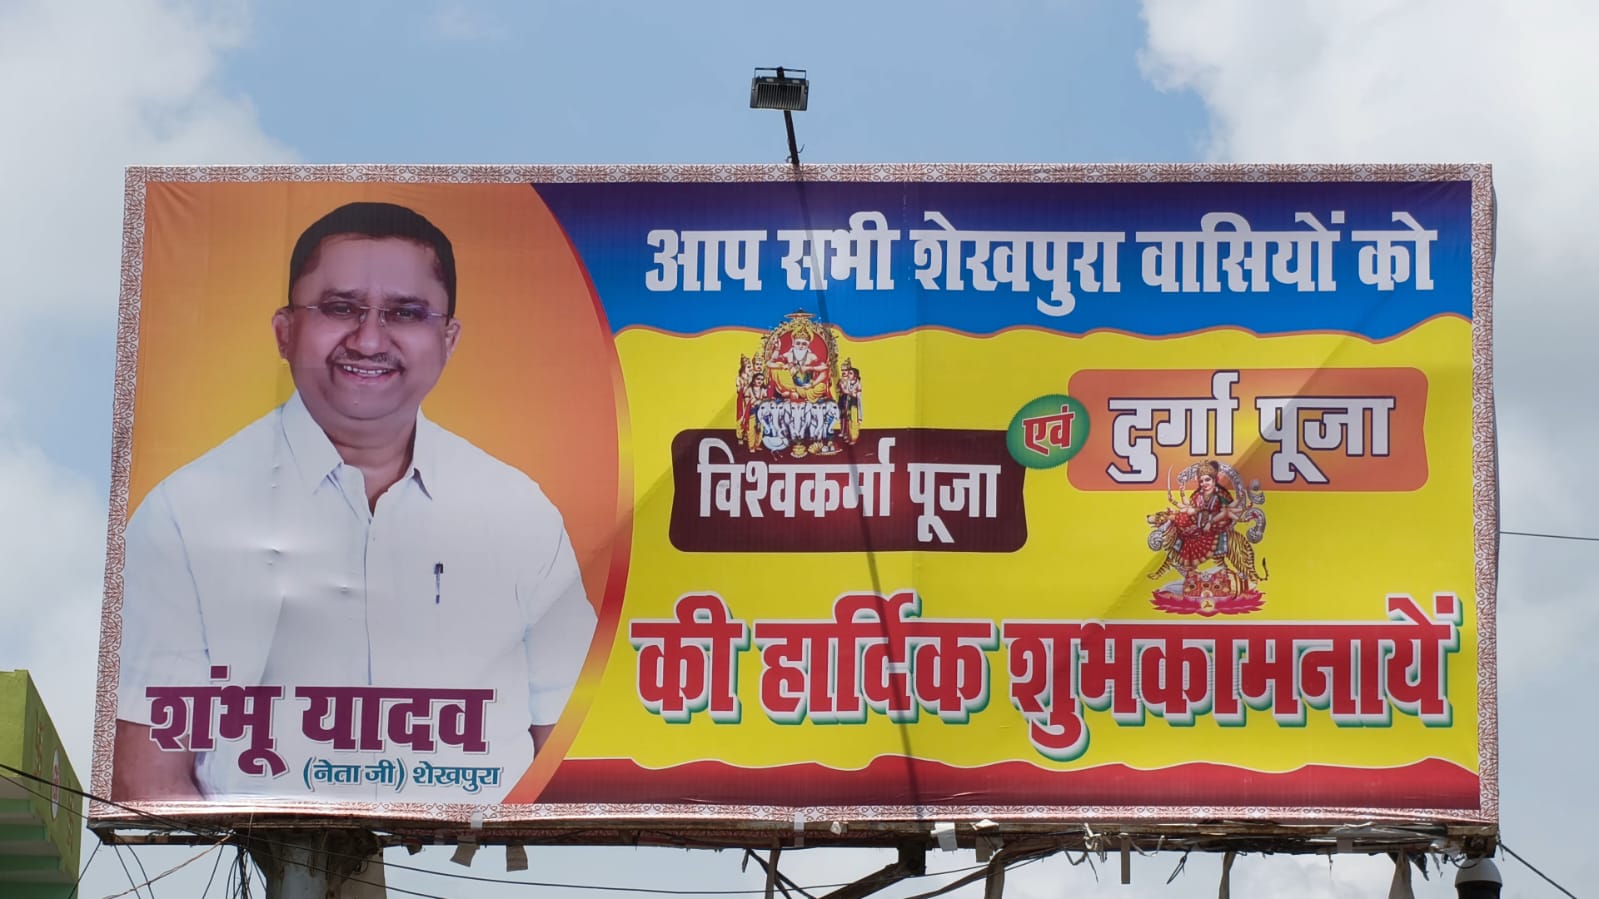 आप सभी शेखपुरा वासियों को
विश्वकर्मा पूजा
एवं
दुर्गा पूजा
की हार्दिक शुभकामनायें
शंभू यादव
(नेता जी) शेखपुरा